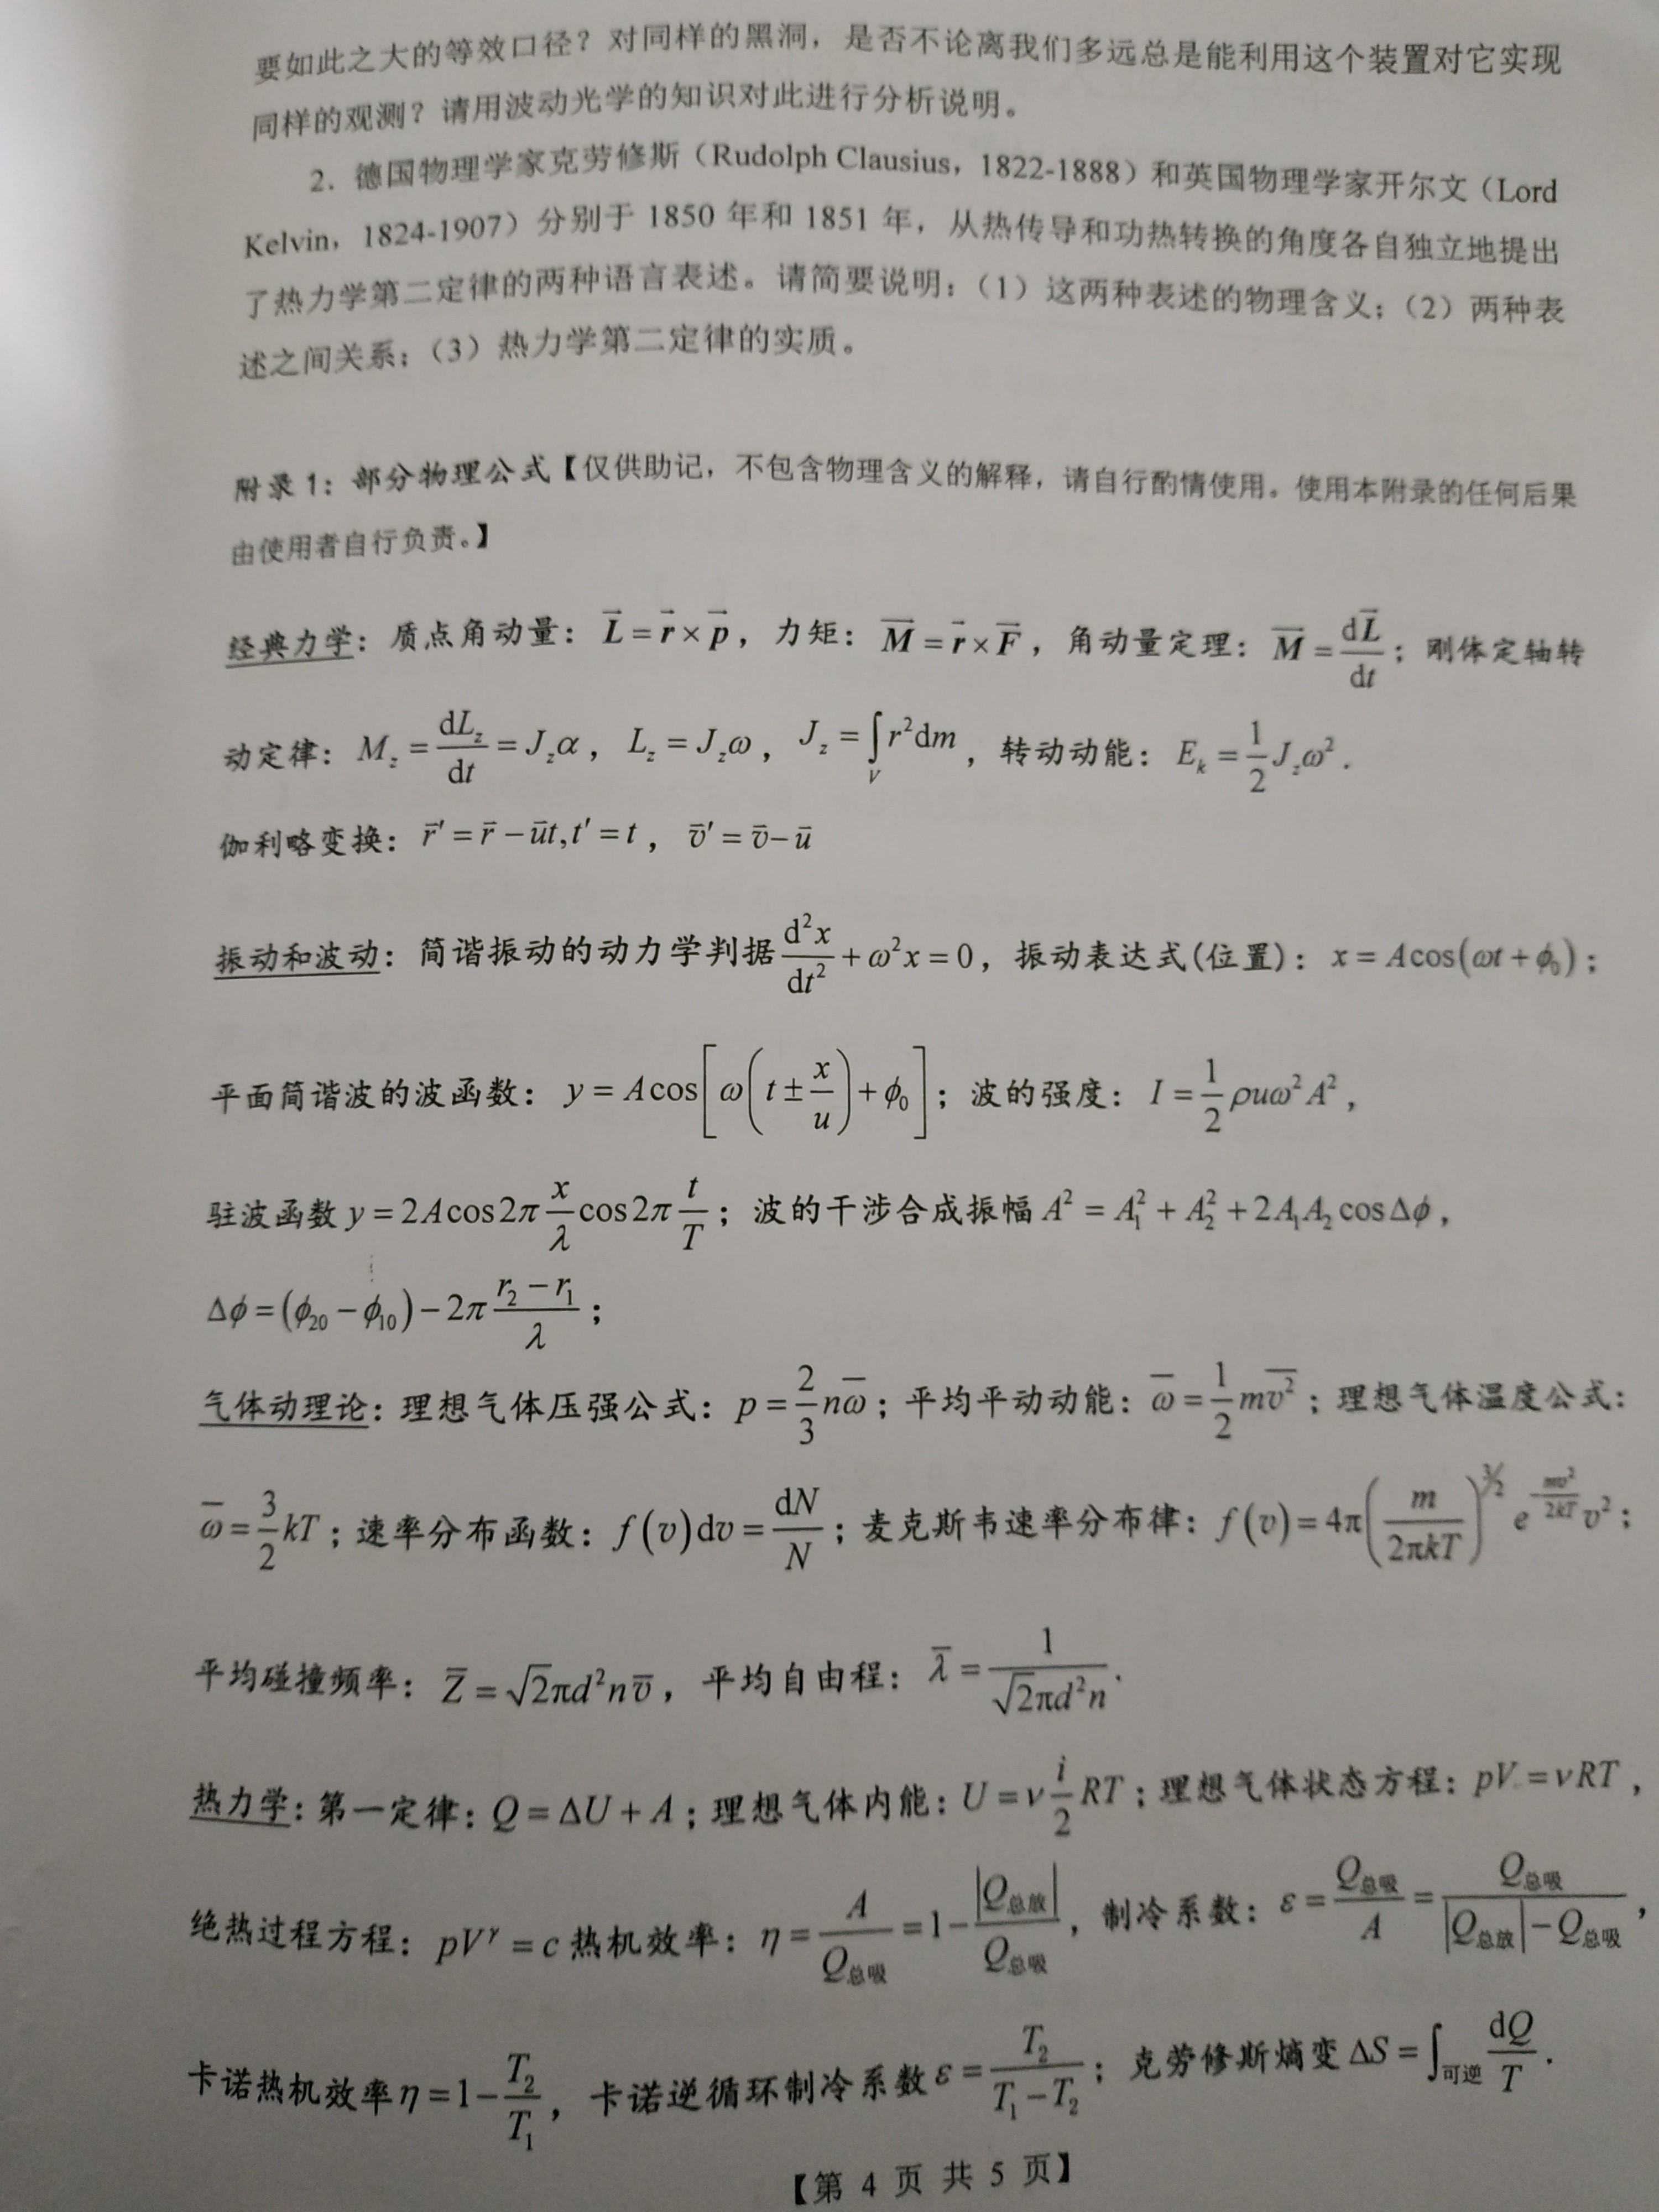 要如此之大的等效口径？对同样的黑洞，是否不论离我们多远总是能利用这个装置对它实现
同样的观测？请用波动光学的知识对此进行分析说明。
2．德国物理学家克劳修斯（Rudolph Clausius，1822-1888）和英国物理学家开尔文（Lord
Kelvin，1824-1907）分别于 1850 年和 1851 年，从热传导和功热转换的角度各自独立地提出
了热力学第二定律的两种语言表述。请简要说明：（1）这两种表述的物理含义；（2）两种表
述之间关系；（3）热力学第二定律的实质。
附录 1：部分物理公式【仅供助记，不包含物理含义的解释，请自行酌情使用。使用本附录的任何后果
由使用者自行负责。】
经典力学：质点角动量：$\vec{L}=\vec{r}\times\vec{p}$，力矩：$\vec{M}=\vec{r}\times\vec{F}$，角动量定理：$\vec{M}=\frac{d\vec{L}}{dt}$；刚体定轴转
动定律：$M_z=\frac{dL_z}{dt}=J_z\alpha$，$L_z=J_z\omega$，$J_z=\int_V r^2dm$，转动动能：$E_k=\frac{1}{2}J_z\omega^2$．
伽利略变换：$\vec{r}'=\vec{r}-\vec{u}t,t'=t$，$\vec{v}'=\vec{v}-\vec{u}$
振动和波动：简谐振动的动力学判据$\frac{d^2x}{dt^2}+\omega^2x=0$，振动表达式(位置)：$x=A\cos(\omega t+\phi_0)$；
平面简谐波的波函数：$y=A\cos\left[\omega\left(t\pm\frac{x}{u}\right)+\phi_0\right]$；波的强度：$I=\frac{1}{2}\rho u\omega^2A^2$，
驻波函数$y=2A\cos2\pi\frac{x}{\lambda}\cos2\pi\frac{t}{T}$；波的干涉合成振幅$A^2=A_1^2+A_2^2+2A_1A_2\cos\Delta\phi$，
$\Delta\phi=(\phi_{20}-\phi_{10})-2\pi\frac{r_2-r_1}{\lambda}$；
气体动理论：理想气体压强公式：$p=\frac{2}{3}n\overline{\omega}$；平均平动动能：$\overline{\omega}=\frac{1}{2}m\overline{v^2}$；理想气体温度公式：
$\overline{\omega}=\frac{3}{2}kT$；速率分布函数：$f(v)dv=\frac{dN}{N}$；麦克斯韦速率分布律：$f(v)=4\pi\left(\frac{m}{2\pi kT}\right)^{3/2}e^{-\frac{mv^2}{2kT}}v^2$；
平均碰撞频率：$\overline{Z}=\sqrt{2}\pi d^2n\overline{v}$，平均自由程：$\overline{\lambda}=\frac{1}{\sqrt{2}\pi d^2n}$.
热力学：第一定律：$Q=\Delta U+A$；理想气体内能：$U=\nu\frac{i}{2}RT$；理想气体状态方程：$pV=\nu RT$，
绝热过程方程：$pV^\gamma=c$ 热机效率：$\eta=\frac{A}{Q_{总吸}}=1-\frac{|Q_{总放}|}{Q_{总吸}}$，制冷系数：$\varepsilon=\frac{Q_{总吸}}{A}=\frac{Q_{总吸}}{|Q_{总放}|-Q_{总吸}}$，
卡诺热机效率$\eta=1-\frac{T_2}{T_1}$，卡诺逆循环制冷系数$\varepsilon=\frac{T_2}{T_1-T_2}$；克劳修斯熵变$\Delta S=\int_{可逆}\frac{dQ}{T}$．
【第 4 页 共 5 页】